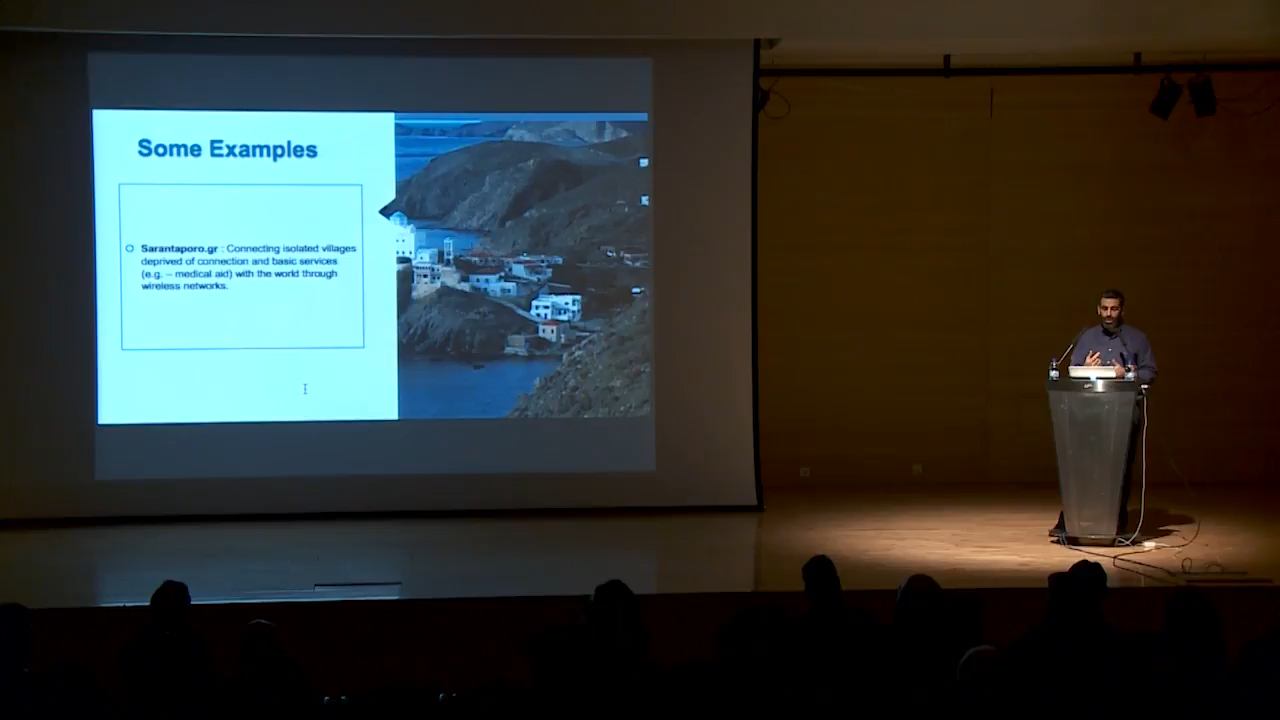 Some Examples
Sarantaporo.gr : Connecting isolated villages
deprived of connection and basic services
(e.g. – medical aid) with the world through
wireless networks.